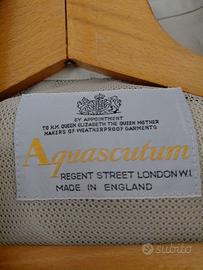 BY APPOINTMENT
TO H.M. QUEEN ELIZABETH THE QUEEN MOTHER
MAKERS OF WEATHERPROOF GARMENTS
Aquascutum
REGENT STREET LONDON W.I
MADE IN ENGLAND
subito